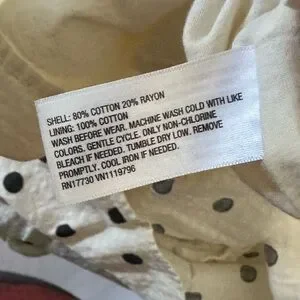 SHELL: 80% COTTON 20% RAYON
LINING: 100% COTTON
WASH BEFORE WEAR. MACHINE WASH COLD WITH LIKE
COLORS. GENTLE CYCLE. ONLY NON-CHLORINE
BLEACH IF NEEDED. TUMBLE DRY LOW. REMOVE
PROMPTLY. COOL IRON IF NEEDED.
RN17730 VN1119796